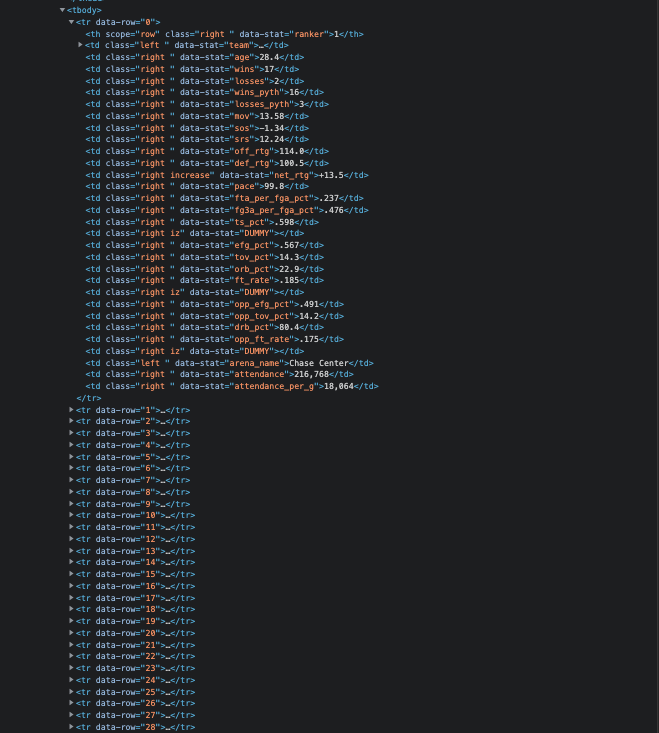 ▼<tbody>
▼<tr data-row="0">
<th scope="row" class="right " data-stat="ranker">1</th>
▶<td class="left " data-stat="team">…</td>
<td class="right " data-stat="age">28.4</td>
<td class="right " data-stat="wins">17</td>
<td class="right " data-stat="losses">2</td>
<td class="right " data-stat="wins_pyth">16</td>
<td class="right " data-stat="losses_pyth">3</td>
<td class="right " data-stat="mov">13.58</td>
<td class="right " data-stat="sos">-1.34</td>
<td class="right " data-stat="srs">12.24</td>
<td class="right " data-stat="off_rtg">114.0</td>
<td class="right " data-stat="def_rtg">100.5</td>
<td class="right increase" data-stat="net_rtg">+13.5</td>
<td class="right " data-stat="pace">99.8</td>
<td class="right " data-stat="fta_per_fga_pct">.237</td>
<td class="right " data-stat="fg3a_per_fga_pct">.476</td>
<td class="right " data-stat="ts_pct">.598</td>
<td class="right iz" data-stat="DUMMY"></td>
<td class="right " data-stat="efg_pct">.567</td>
<td class="right " data-stat="tov_pct">14.3</td>
<td class="right " data-stat="orb_pct">22.9</td>
<td class="right " data-stat="ft_rate">.185</td>
<td class="right iz" data-stat="DUMMY"></td>
<td class="right " data-stat="opp_efg_pct">.491</td>
<td class="right " data-stat="opp_tov_pct">14.2</td>
<td class="right " data-stat="drb_pct">80.4</td>
<td class="right " data-stat="opp_ft_rate">.175</td>
<td class="right iz" data-stat="DUMMY"></td>
<td class="left " data-stat="arena_name">Chase Center</td>
<td class="right " data-stat="attendance">216,768</td>
<td class="right " data-stat="attendance_per_g">18,064</td>
</tr>
▶<tr data-row="1">…</tr>
▶<tr data-row="2">…</tr>
▶<tr data-row="3">…</tr>
▶<tr data-row="4">…</tr>
▶<tr data-row="5">…</tr>
▶<tr data-row="6">…</tr>
▶<tr data-row="7">…</tr>
▶<tr data-row="8">…</tr>
▶<tr data-row="9">…</tr>
▶<tr data-row="10">…</tr>
▶<tr data-row="11">…</tr>
▶<tr data-row="12">…</tr>
▶<tr data-row="13">…</tr>
▶<tr data-row="14">…</tr>
▶<tr data-row="15">…</tr>
▶<tr data-row="16">…</tr>
▶<tr data-row="17">…</tr>
▶<tr data-row="18">…</tr>
▶<tr data-row="19">…</tr>
▶<tr data-row="20">…</tr>
▶<tr data-row="21">…</tr>
▶<tr data-row="22">…</tr>
▶<tr data-row="23">…</tr>
▶<tr data-row="24">…</tr>
▶<tr data-row="25">…</tr>
▶<tr data-row="26">…</tr>
▶<tr data-row="27">…</tr>
▶<tr data-row="28">…</tr>